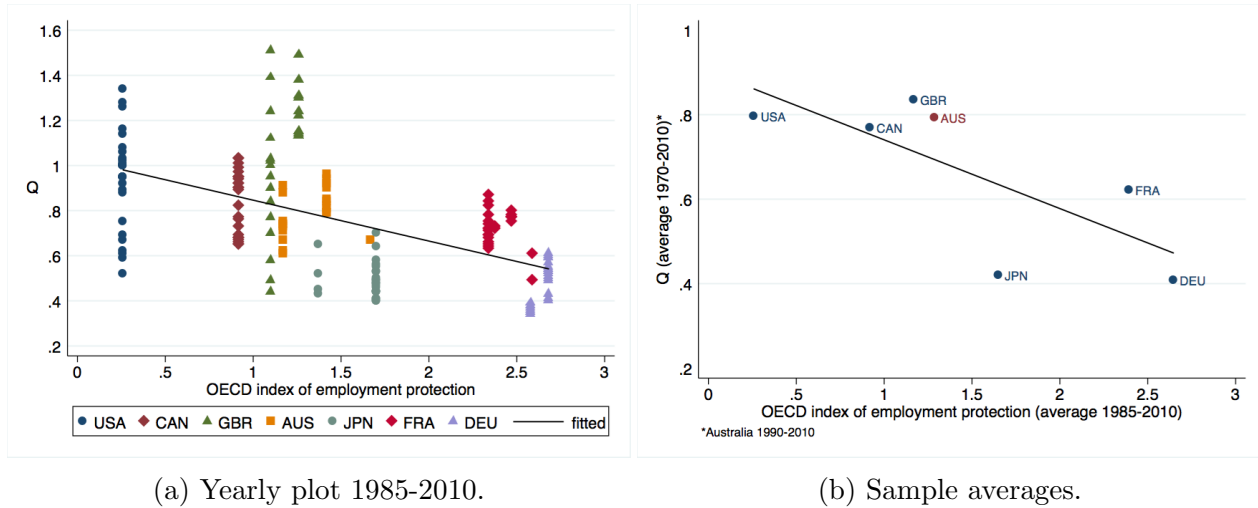 1.6
1.4
1.2
1
.8
.6
.4
.2
Q
0 .5 1 1.5 2 2.5 3
OECD index of employment protection
USA CAN GBR AUS JPN FRA DEU fitted
(a) Yearly plot 1985-2010.
1
.8
.6
.4
.2
Q (average 1970-2010)*
USA
CAN
GBR
AUS
FRA
JPN
DEU
0 .5 1 1.5 2 2.5 3
OECD index of employment protection (average 1985-2010)
*Australia 1990-2010
(b) Sample averages.